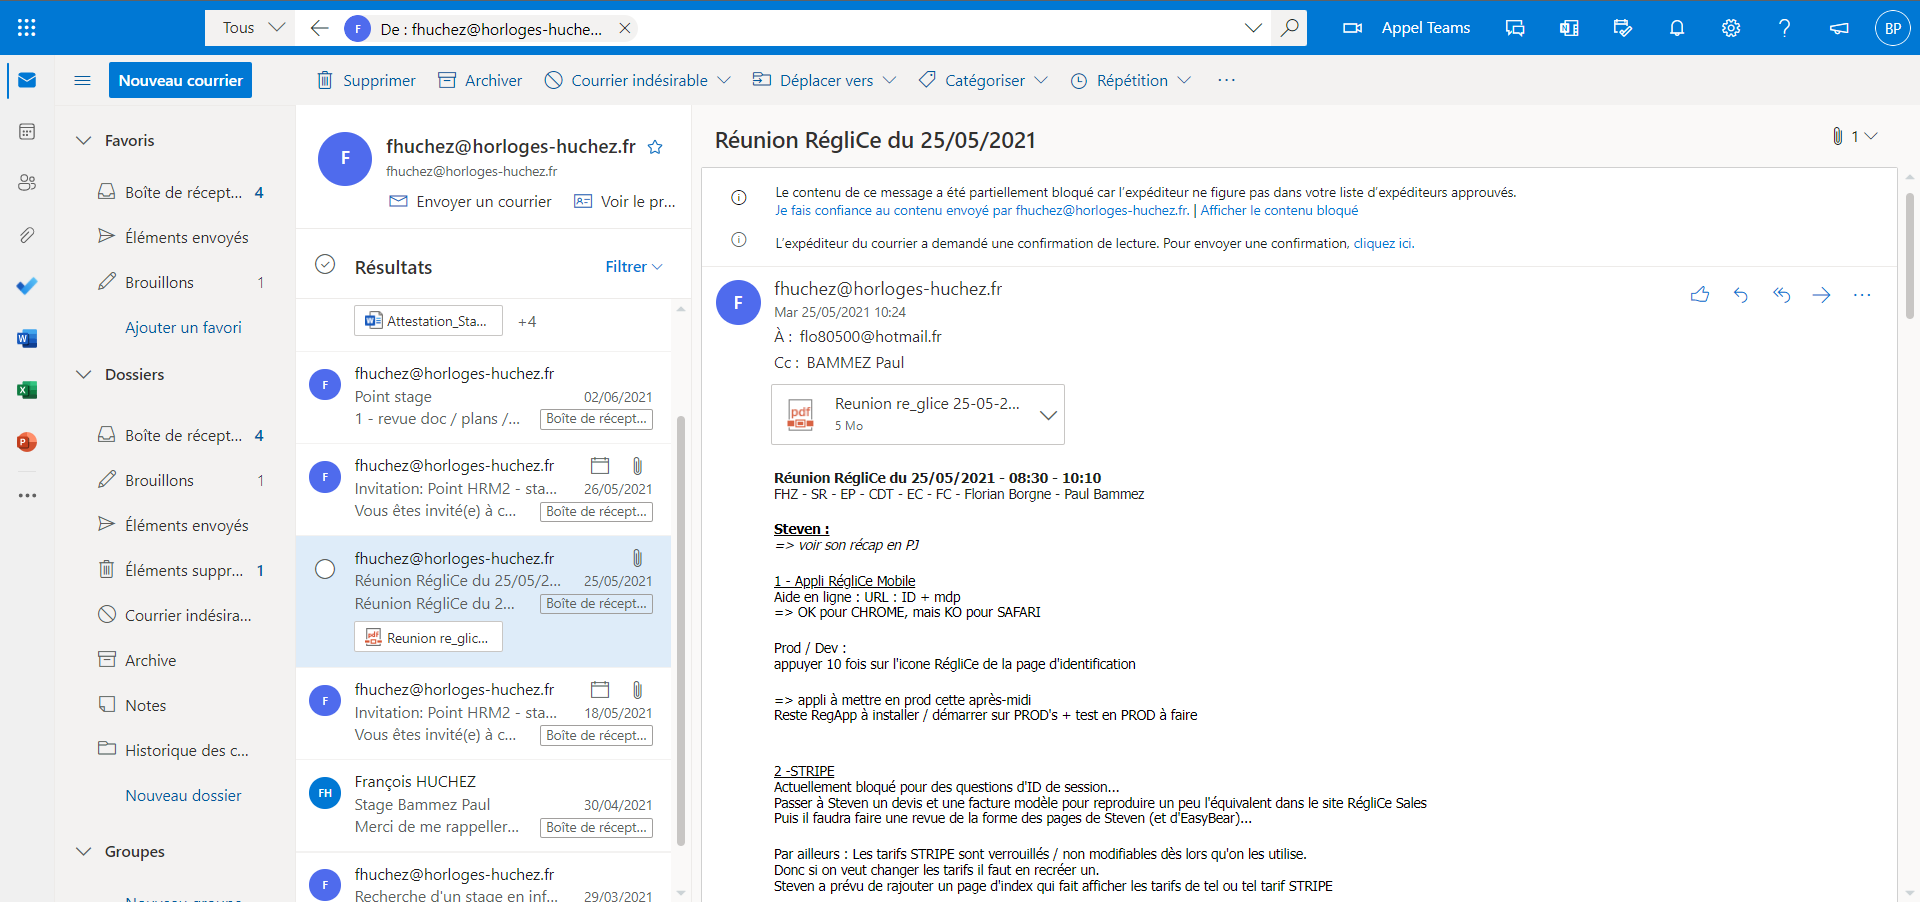 Tous
F
De : fhuchez@horloges-huche...
Appel Teams
BP
Nouveau courrier
Supprimer
Archiver
Courrier indésirable
Déplacer vers
Catégoriser
Répétition
Favoris
Boîte de récept... 4
Éléments envoyés
Brouillons 1
Ajouter un favori
Dossiers
Boîte de récept... 4
Brouillons 1
Éléments envoyés
Éléments suppr... 1
Courrier indésira...
Archive
Notes
Historique des c...
Nouveau dossier
Groupes
F
fhuchez@horloges-huchez.fr
fhuchez@horloges-huchez.fr
Envoyer un courrier
Voir le pr...
Résultats
Filtrer
Attestation_Sta...
+4
F
fhuchez@horloges-huchez.fr
Point stage 02/06/2021
1 - revue doc / plans /... Boîte de récept...
F
fhuchez@horloges-huchez.fr
Invitation: Point HRM2 - sta... 26/05/2021
Vous êtes invité(e) à c... Boîte de récept...
fhuchez@horloges-huchez.fr
Réunion RégliCe du 25/05/2... 25/05/2021
Réunion RégliCe du 2... Boîte de récept...
pdf Reunion re_glic...
F
fhuchez@horloges-huchez.fr
Invitation: Point HRM2 - sta... 18/05/2021
Vous êtes invité(e) à c... Boîte de récept...
FH
François HUCHEZ
Stage Bammez Paul 30/04/2021
Merci de me rappeller... Boîte de récept...
F
fhuchez@horloges-huchez.fr
Recherche d'un stage en inf... 29/03/2021
Réunion RégliCe du 25/05/2021
1
Le contenu de ce message a été partiellement bloqué car l'expéditeur ne figure pas dans votre liste d'expéditeurs approuvés.
Je fais confiance au contenu envoyé par fhuchez@horloges-huchez.fr. | Afficher le contenu bloqué
L'expéditeur du courrier a demandé une confirmation de lecture. Pour envoyer une confirmation, cliquez ici.
F
fhuchez@horloges-huchez.fr
Mar 25/05/2021 10:24
À : flo80500@hotmail.fr
Cc : BAMMEZ Paul
pdf
Reunion re_glice 25-05-2...
5 Mo
Réunion RégliCe du 25/05/2021 - 08:30 - 10:10
FHZ - SR - EP - CDT - EC - FC - Florian Borgne - Paul Bammez
Steven :
=> voir son récap en PJ
1 - Appli RégliCe Mobile
Aide en ligne : URL : ID + mdp
=> OK pour CHROME, mais KO pour SAFARI
Prod / Dev :
appuyer 10 fois sur l'icone RégliCe de la page d'identification
=> appli à mettre en prod cette après-midi
Reste RegApp à installer / démarrer sur PROD's + test en PROD à faire
2 -STRIPE
Actuellement bloqué pour des questions d'ID de session...
Passer à Steven un devis et une facture modèle pour reproduire un peu l'équivalent dans le site RégliCe Sales
Puis il faudra faire une revue de la forme des pages de Steven (et d'EasyBear)...
Par ailleurs : Les tarifs STRIPE sont verrouillés / non modifiables dès lors qu'on les utilise.
Donc si on veut changer les tarifs il faut en recréer un.
Steven a prévu de rajouter un page d'index qui fait afficher les tarifs de tel ou tel tarif STRIPE